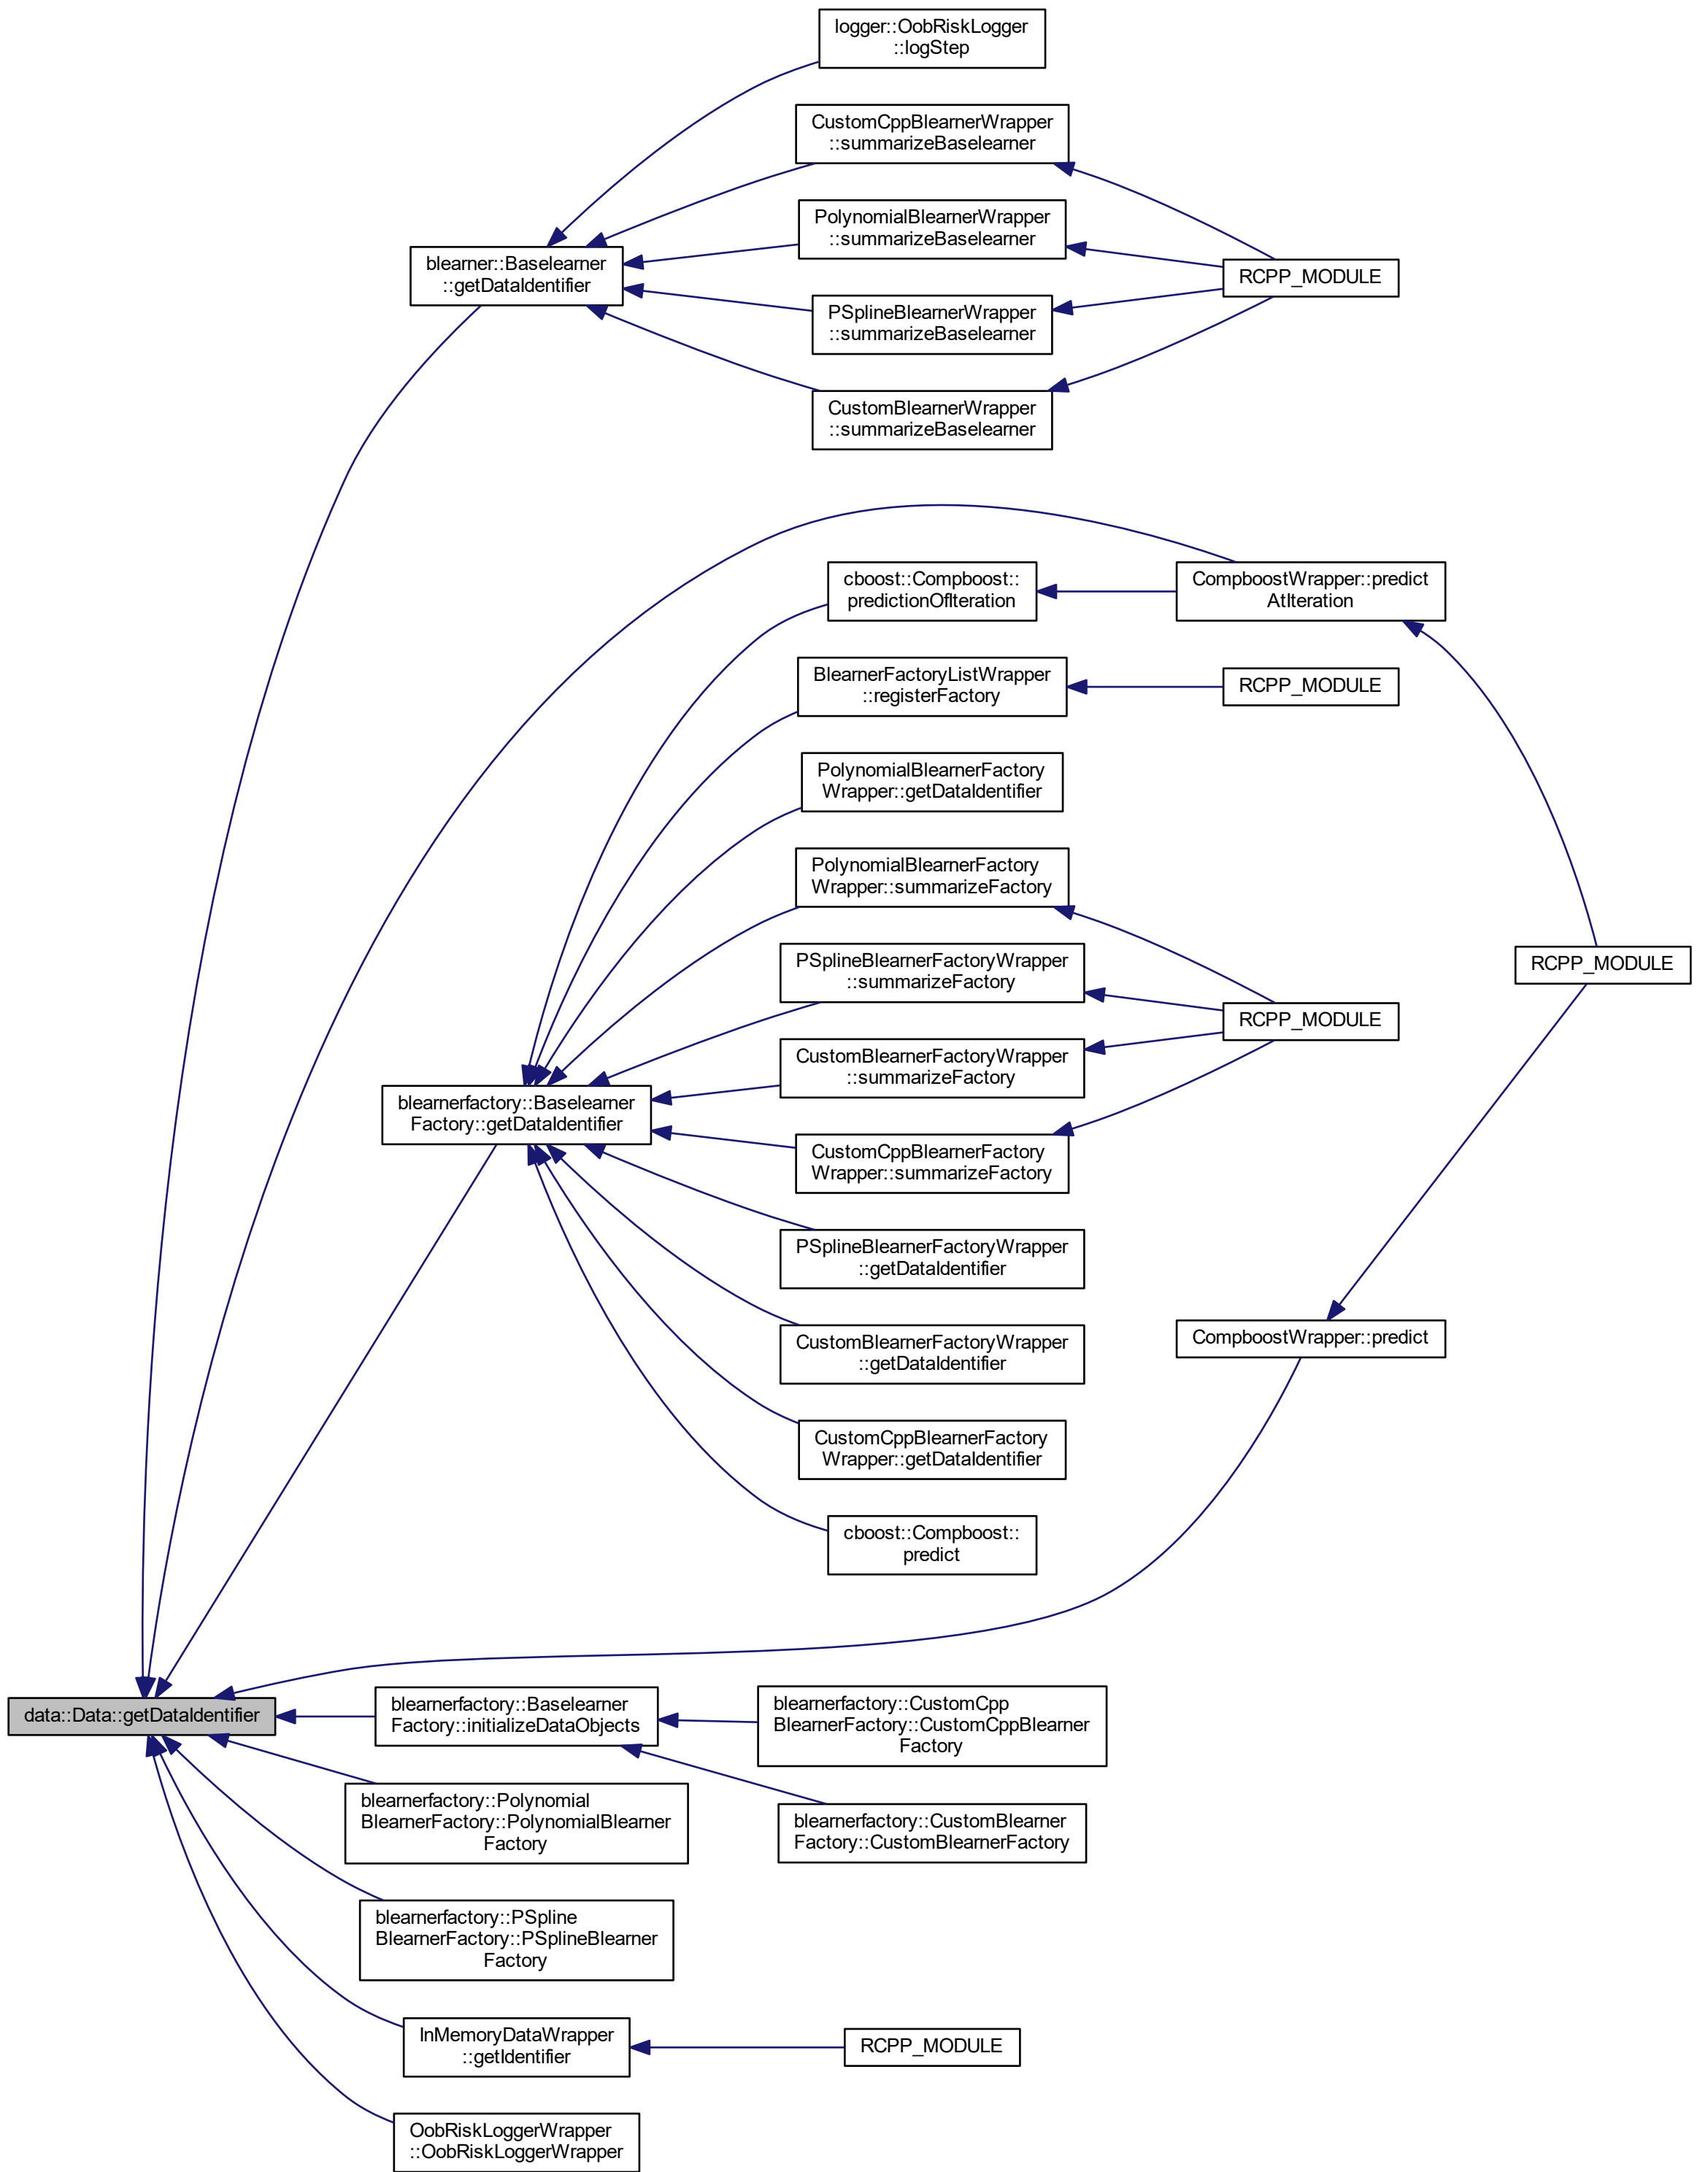 logger::OobRiskLogger
::logStep
CustomCppBlearnerWrapper
::summarizeBaselearner
PolynomialBlearnerWrapper
::summarizeBaselearner
blearner::Baselearner
::getDataIdentifier
RCPP_MODULE
PSplineBlearnerWrapper
::summarizeBaselearner
CustomBlearnerWrapper
::summarizeBaselearner
cboost::Compboost::
predictionOfIteration
CompboostWrapper::predict
AtIteration
BlearnerFactoryListWrapper
::registerFactory
RCPP_MODULE
PolynomialBlearnerFactory
Wrapper::getDataIdentifier
PolynomialBlearnerFactory
Wrapper::summarizeFactory
PSplineBlearnerFactoryWrapper
::summarizeFactory
RCPP_MODULE
RCPP_MODULE
CustomBlearnerFactoryWrapper
::summarizeFactory
blearnerfactory::Baselearner
Factory::getDataIdentifier
CustomCppBlearnerFactory
Wrapper::summarizeFactory
PSplineBlearnerFactoryWrapper
::getDataIdentifier
CompboostWrapper::predict
CustomBlearnerFactoryWrapper
::getDataIdentifier
CustomCppBlearnerFactory
Wrapper::getDataIdentifier
cboost::Compboost::
predict
data::Data::getDataIdentifier
blearnerfactory::Baselearner
Factory::initializeDataObjects
blearnerfactory::CustomCpp
BlearnerFactory::CustomCppBlearner
Factory
blearnerfactory::Polynomial
BlearnerFactory::PolynomialBlearner
Factory
blearnerfactory::CustomBlearner
Factory::CustomBlearnerFactory
blearnerfactory::PSpline
BlearnerFactory::PSplineBlearner
Factory
InMemoryDataWrapper
::getIdentifier
RCPP_MODULE
OobRiskLoggerWrapper
::OobRiskLoggerWrapper